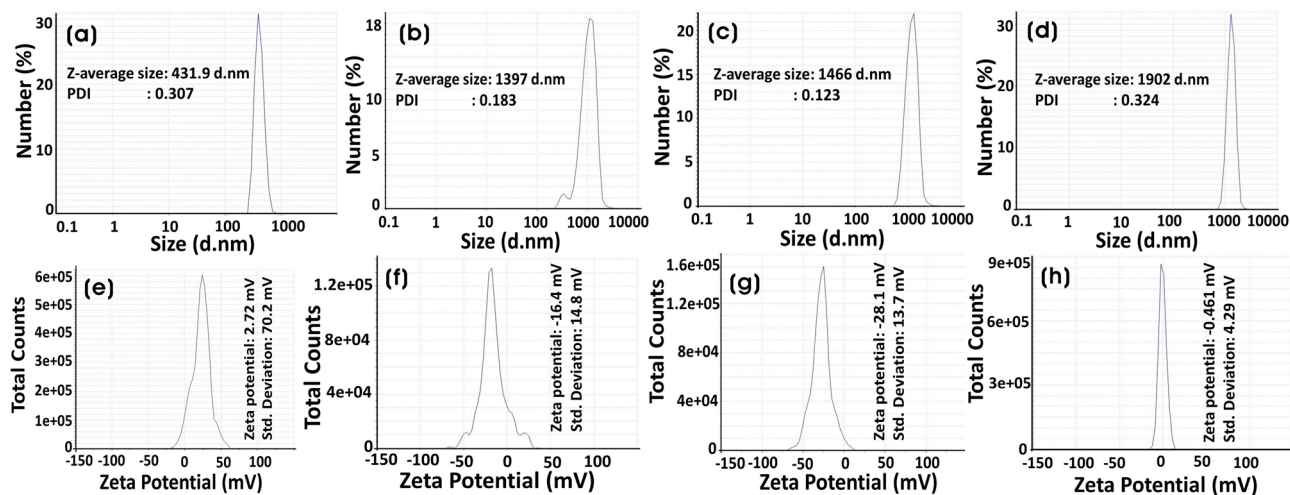 (a)
Z-average size: 431.9 d.nm
PDI : 0.307
Number (%)
30
20
10
0
0.1 1 10 100 1000
Size (d.nm)
(b)
Z-average size: 1397 d.nm
PDI : 0.183
Number (%)
18
10
5
0
0.1 1 10 100 1000 10000
Size (d.nm)
(c)
Z-average size: 1466 d.nm
PDI : 0.123
Number (%)
20
15
10
5
0
0.1 1 10 100 1000 10000
Size (d.nm)
(d)
Z-average size: 1902 d.nm
PDI : 0.324
Number (%)
30
20
10
0
0.1 1 10 100 1000 10000
Size (d.nm)
(e)
Zeta potential: 2.72 mV
Std. Deviation: 70.2 mV
Total Counts
6e+05
5e+05
4e+05
3e+05
2e+05
1e+05
0
-150 -100 -50 0 50 100
Zeta Potential (mV)
(f)
Zeta potential: -16.4 mV
Std. Deviation: 14.8 mV
Total Counts
1.2e+05
8e+04
4e+04
0
-150 -100 -50 0 50 100
Zeta Potential (mV)
(g)
Zeta potential: -28.1 mV
Std. Deviation: 13.7 mV
Total Counts
1.6e+05
1.2e+05
8e+04
4e+04
0
-150 -100 -50 0 50 100
Zeta Potential (mV)
(h)
Zeta potential: -0.461 mV
Std. Deviation: 4.29 mV
Total Counts
9e+05
6e+05
3e+05
0
-150 -100 -50 0 50 100
Zeta Potential (mV)